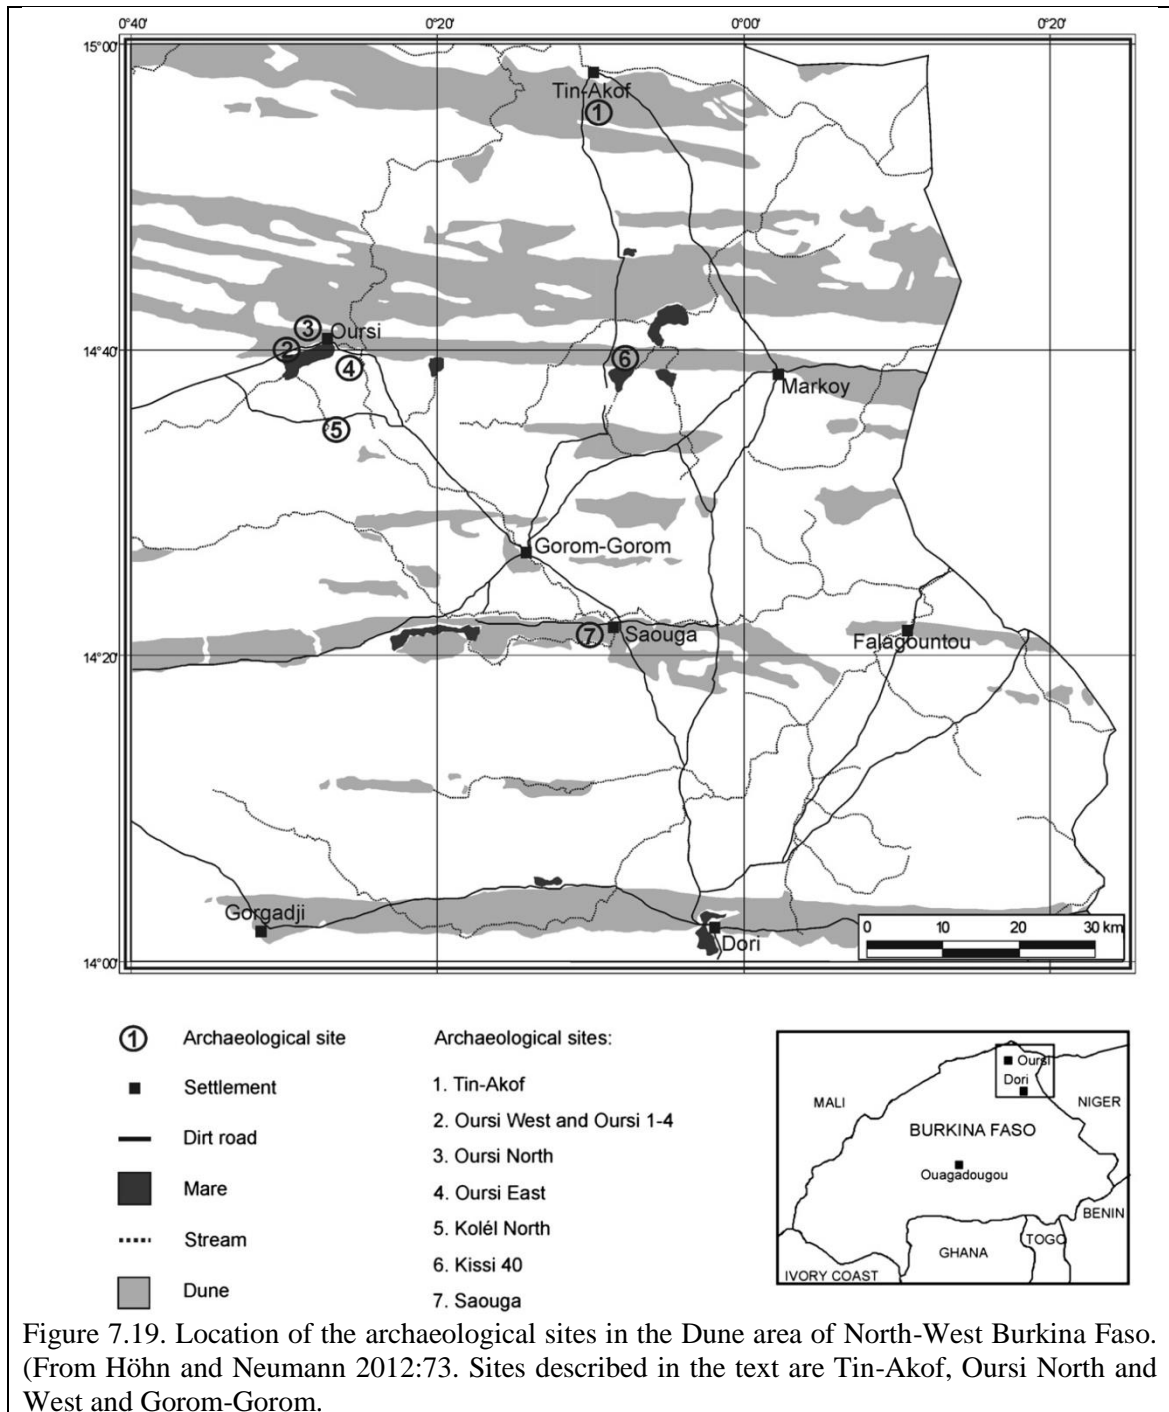 0°40' 0°20' 0°00' 0°20'
15°00'
Tin-Akof
1
3 Oursi
2
14°40'
6
4
Markoy
5
Gorom-Gorom
7 Saouga
Falagountou
14°20'
Gorgadji
0 10 20 30 km
Dori
14°00'
1 Archaeological site
Settlement
Dirt road
Mare
Stream
Dune
Archaeological sites:
1. Tin-Akof
2. Oursi West and Oursi 1-4
3. Oursi North
4. Oursi East
5. Kolél North
6. Kissi 40
7. Saouga
Oursi
Dori
MALI
NIGER
BURKINA FASO
Ouagadougou
BENIN
TOGO
GHANA
IVORY COAST
Figure 7.19. Location of the archaeological sites in the Dune area of North-West Burkina Faso.
(From Höhn and Neumann 2012:73. Sites described in the text are Tin-Akof, Oursi North and
West and Gorom-Gorom.